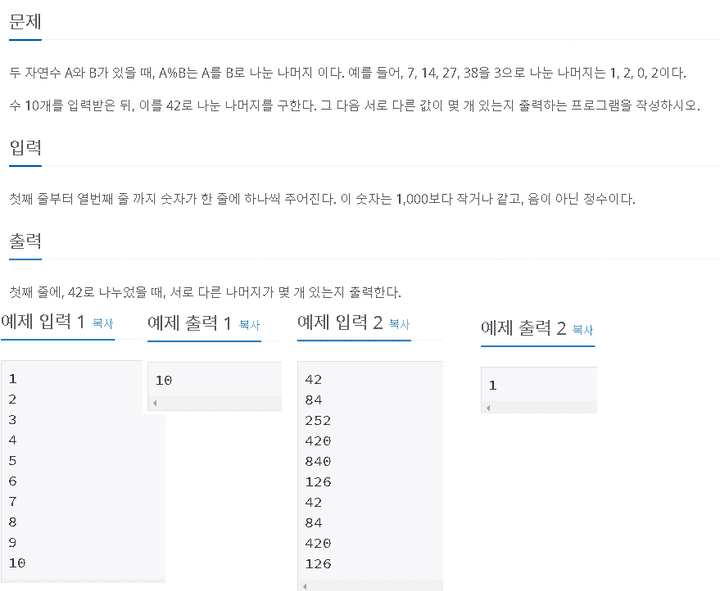 문제
두 자연수 A와 B가 있을 때, A%B는 A를 B로 나눈 나머지 이다. 예를 들어, 7, 14, 27, 38을 3으로 나눈 나머지는 1, 2, 0, 2이다.
수 10개를 입력받은 뒤, 이를 42로 나눈 나머지를 구한다. 그 다음 서로 다른 값이 몇 개 있는지 출력하는 프로그램을 작성하시오.
입력
첫째 줄부터 열번째 줄 까지 숫자가 한 줄에 하나씩 주어진다. 이 숫자는 1,000보다 작거나 같고, 음이 아닌 정수이다.
출력
첫째 줄에, 42로 나누었을 때, 서로 다른 나머지가 몇 개 있는지 출력한다.
예제 입력 1 복사
1
2
3
4
5
6
7
8
9
10
예제 출력 1 복사
10
예제 입력 2 복사
42
84
252
420
840
126
42
84
420
126
예제 출력 2 복사
1